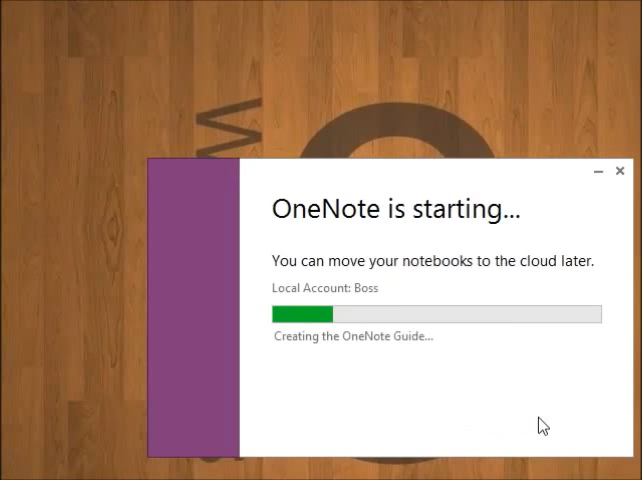 W
OneNote is starting...
You can move your notebooks to the cloud later.
Local Account: Boss
Creating the OneNote Guide...